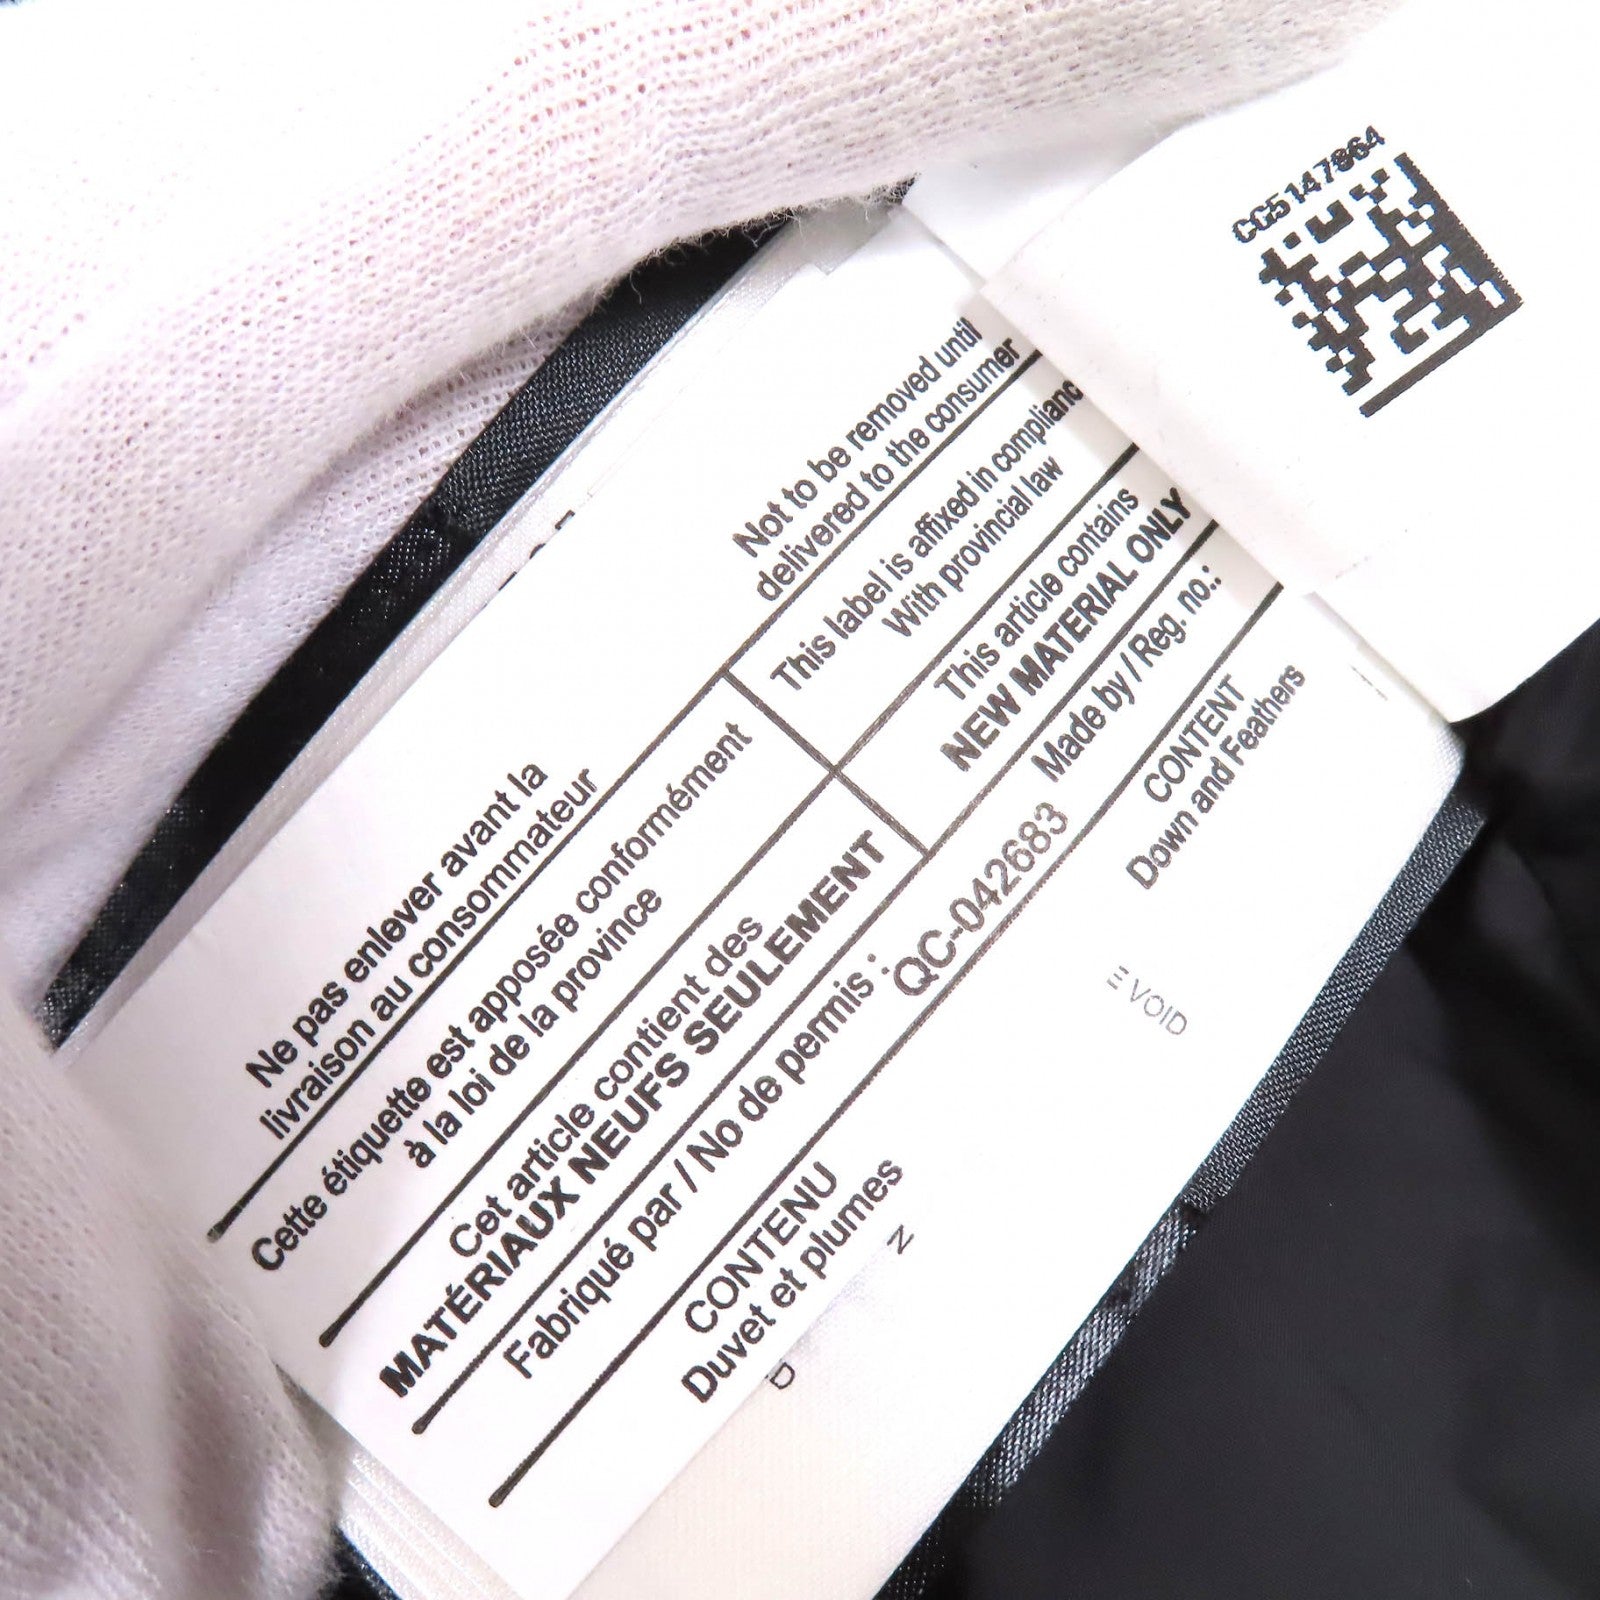 CG5147864
Not to be removed until
delivered to the consumer
This label is affixed in complianc
With provincial law
This article contains
NEW MATERIAL ONLY
Made by / Reg. no.:
CONTENT
Down and Feathers
Ne pas enlever avant la
livraison au consommateur
Cette étiquette est apposée conformément
à la loi de la province
Cet article contient des
MATÉRIAUX NEUFS SEULEMENT
Fabriqué par / No de permis :
QC-042683
CONTENU
Duvet et plumes
VOID
N
D